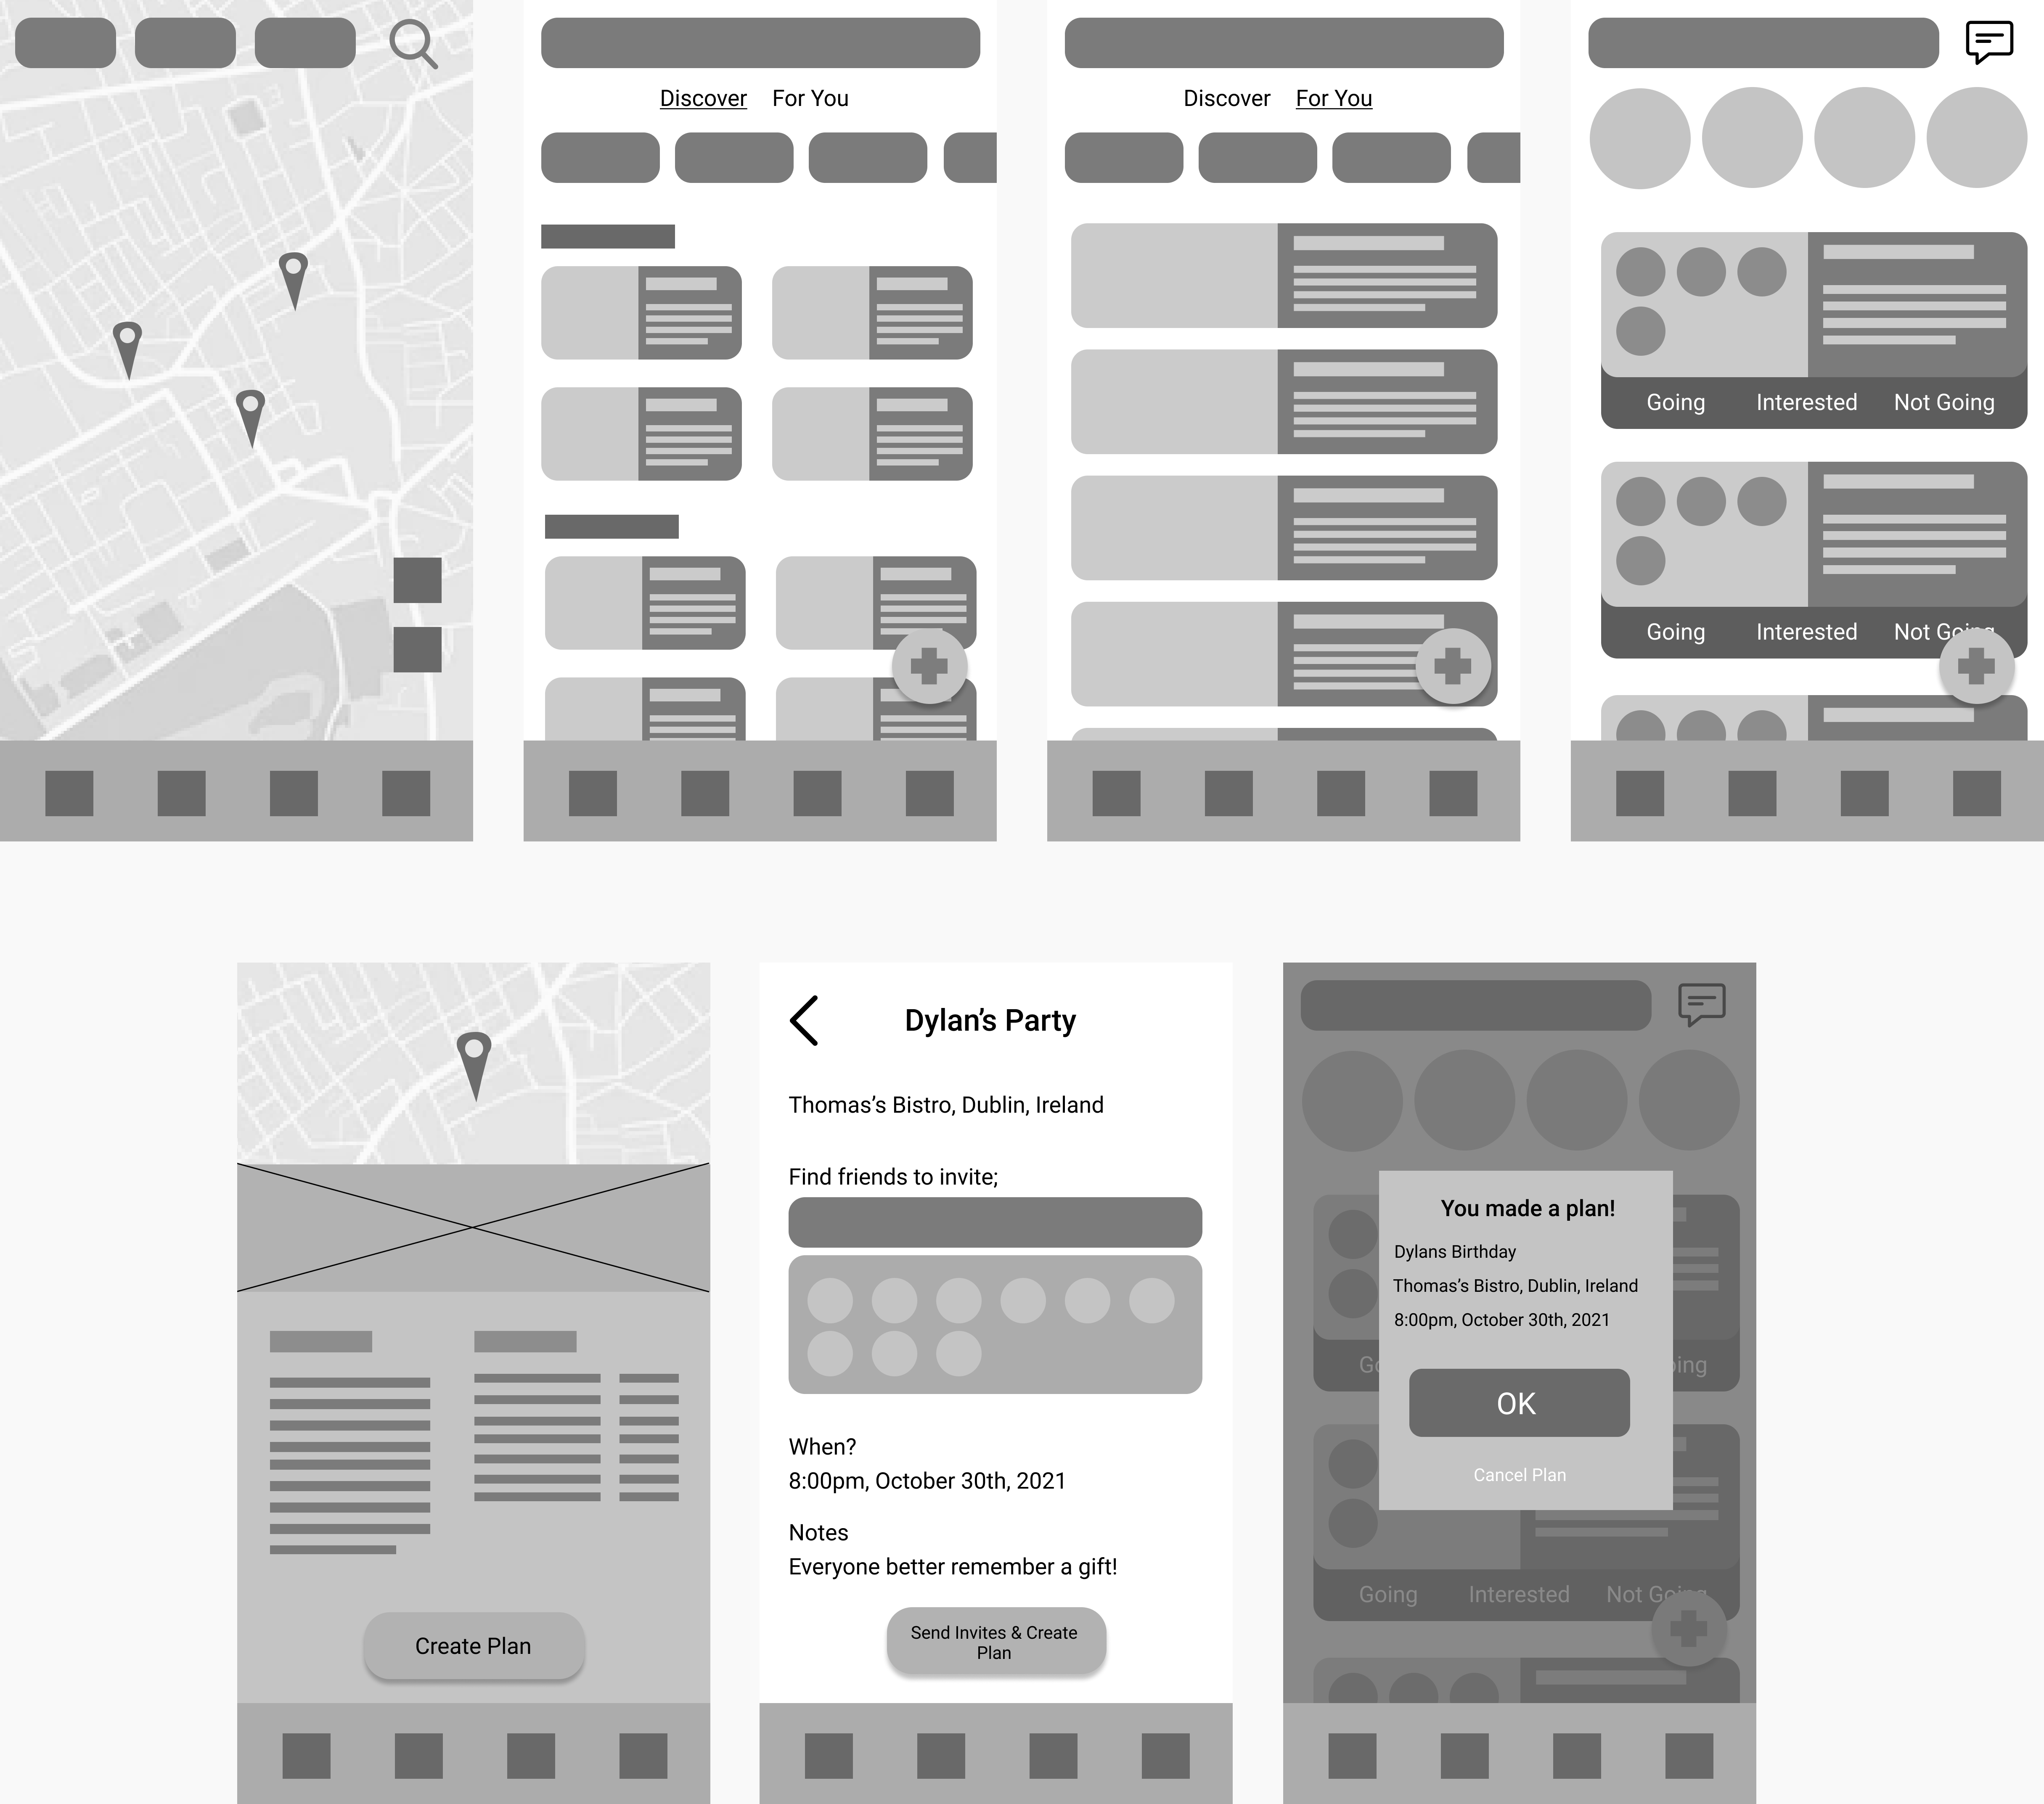 Discover For You
Discover For You
Going Interested Not Going
Going Interested Not Going
Create Plan
Dylan’s Party
Thomas’s Bistro, Dublin, Ireland
Find friends to invite;
When?
8:00pm, October 30th, 2021
Notes
Everyone better remember a gift!
Send Invites & Create
Plan
You made a plan!
Dylans Birthday
Thomas’s Bistro, Dublin, Ireland
8:00pm, October 30th, 2021
Go ing
OK
Cancel Plan
Going Interested Not Going